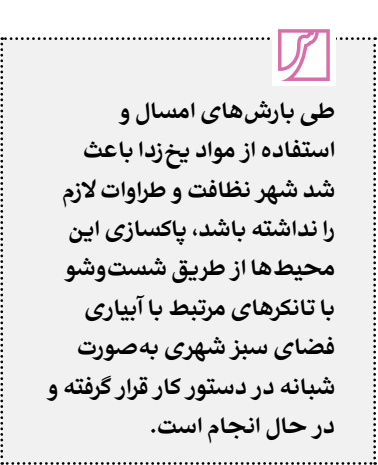 طی بارش‌های امسال و
استفاده از مواد یخ‌زدا باعث
شد شهر نظافت و طراوات لازم
را نداشته باشد، پاکسازی این
محیط‌ها از طریق شست‌وشو
با تانکرهای مرتبط با آبیاری
فضای سبز شهری به‌صورت
شبانه در دستور کار قرار گرفته و
در حال انجام است.